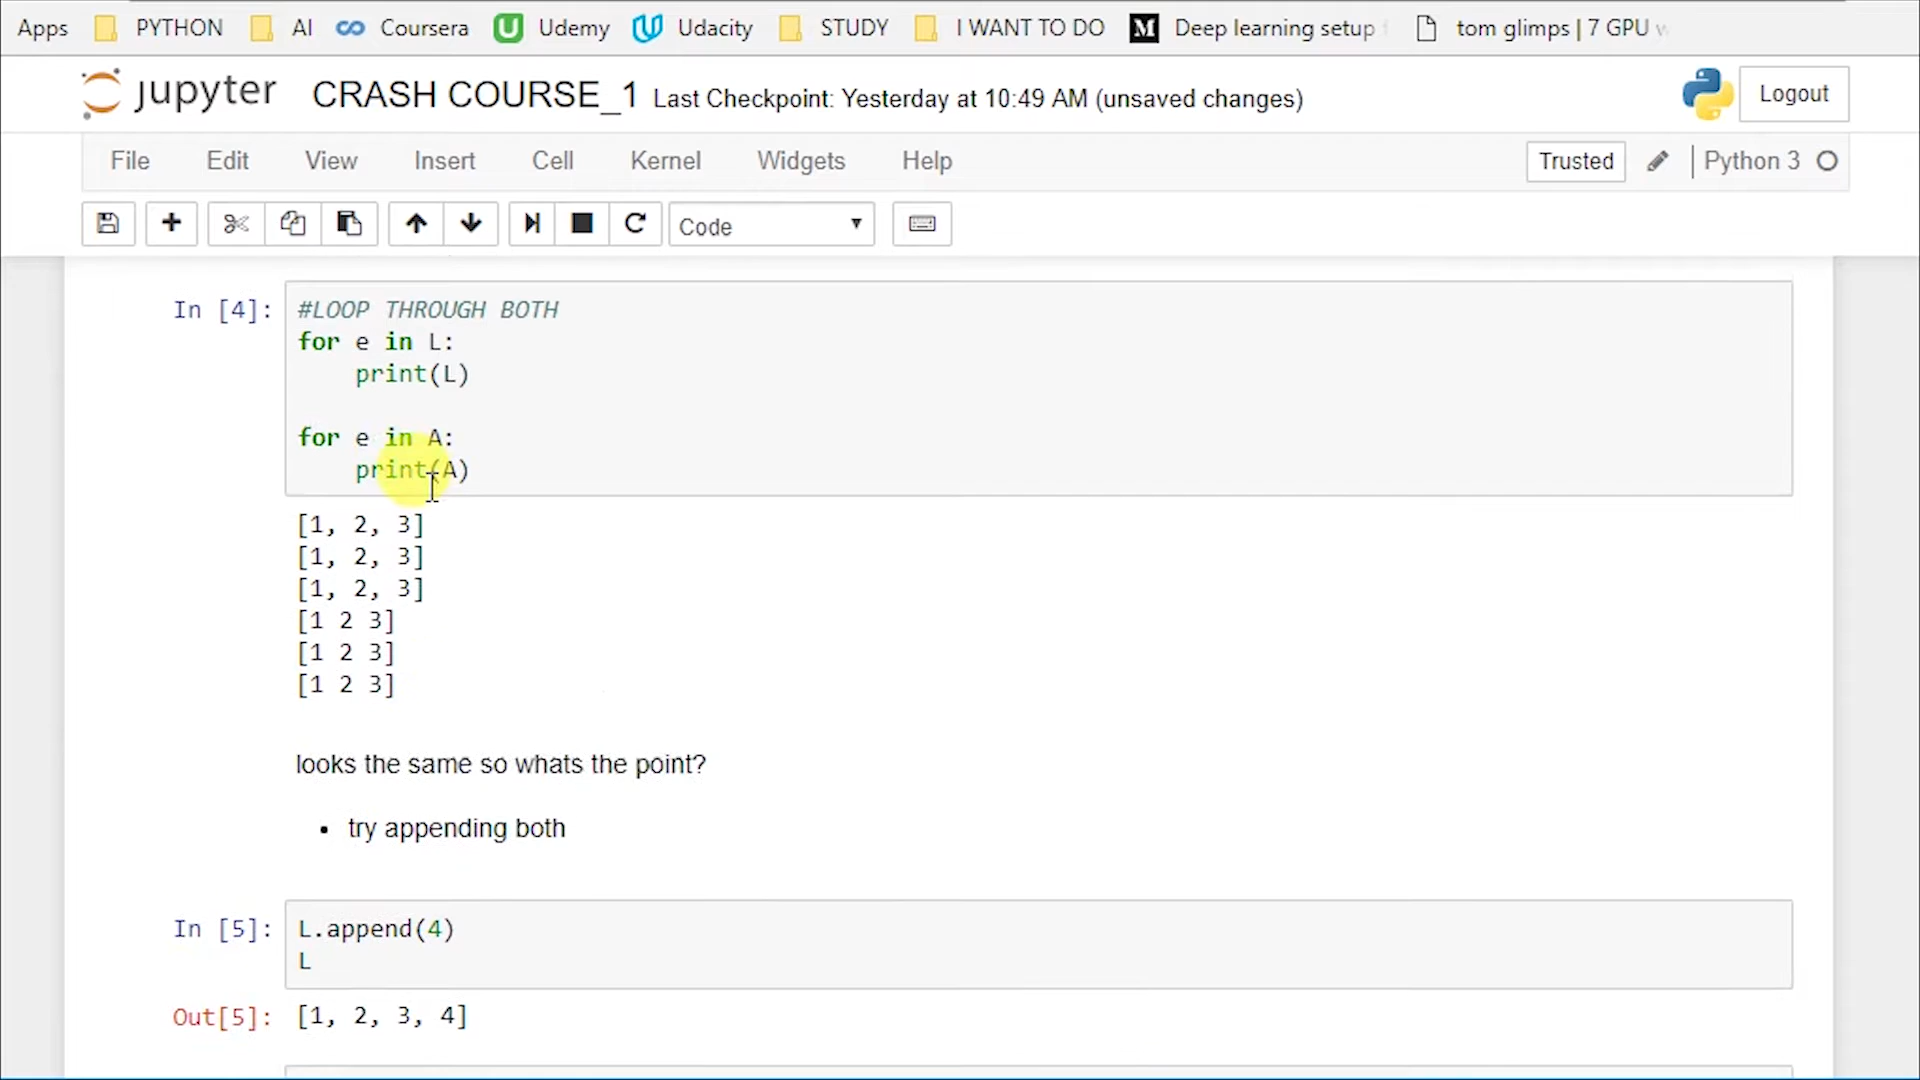 Apps PYTHON AI Coursera Udemy Udacity STUDY I WANT TO DO M Deep learning setup tom glimps | 7 GPU w
jupyter CRASH COURSE_1 Last Checkpoint: Yesterday at 10:49 AM (unsaved changes) Logout
File Edit View Insert Cell Kernel Widgets Help Trusted Python 3
Code
In [4]: #LOOP THROUGH BOTH
for e in L:
print(L)
for e in A:
print(A)
[1, 2, 3]
[1, 2, 3]
[1, 2, 3]
[1 2 3]
[1 2 3]
[1 2 3]
looks the same so whats the point?
• try appending both
In [5]: L.append(4)
L
Out[5]: [1, 2, 3, 4]